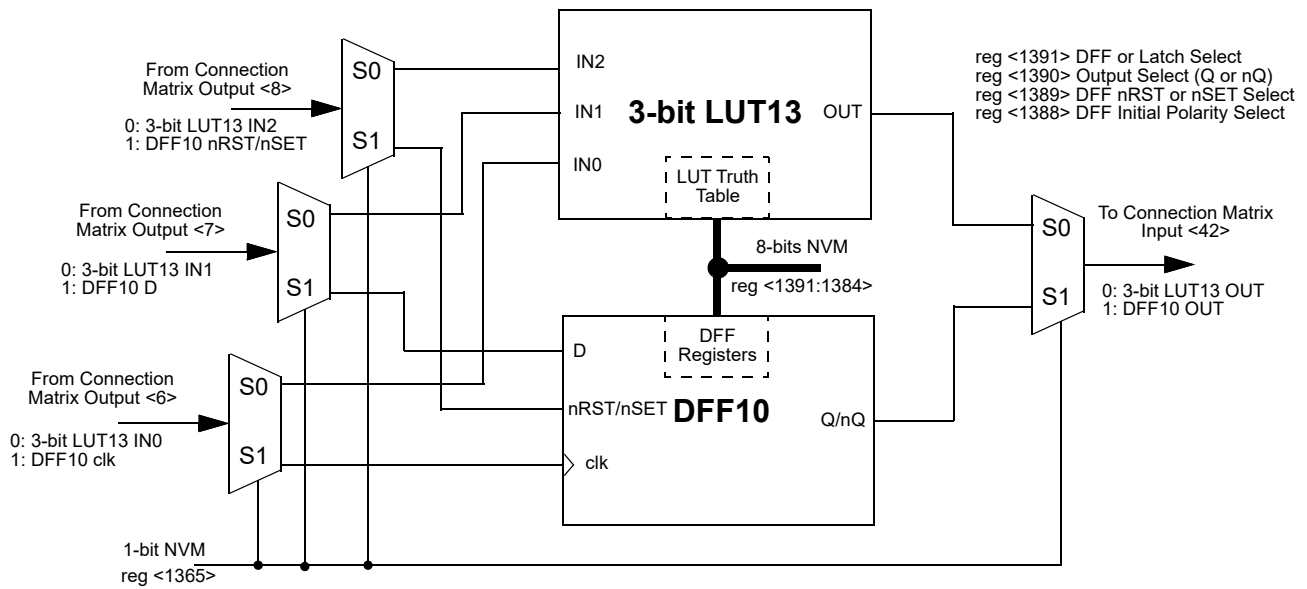 From Connection
Matrix Output <8>
0: 3-bit LUT13 IN2
1: DFF10 nRST/nSET
S0
S1
From Connection
Matrix Output <7>
0: 3-bit LUT13 IN1
1: DFF10 D
S0
S1
From Connection
Matrix Output <6>
0: 3-bit LUT13 IN0
1: DFF10 clk
S0
S1
1-bit NVM
reg <1365>
IN2
IN1
IN0
3-bit LUT13
OUT
LUT Truth
Table
8-bits NVM
reg <1391:1384>
DFF
Registers
D
nRST/nSET
clk
DFF10
Q/nQ
reg <1391> DFF or Latch Select
reg <1390> Output Select (Q or nQ)
reg <1389> DFF nRST or nSET Select
reg <1388> DFF Initial Polarity Select
S0
S1
To Connection Matrix
Input <42>
0: 3-bit LUT13 OUT
1: DFF10 OUT